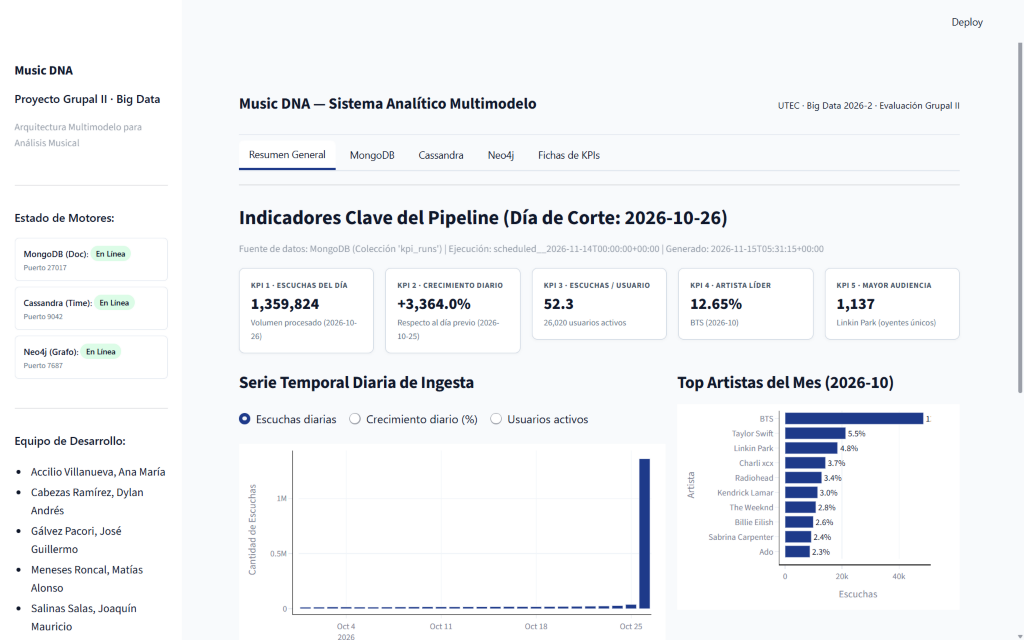 Deploy
Music DNA
Proyecto Grupal II · Big Data
Arquitectura Multimodelo para
Análisis Musical
Estado de Motores:
MongoDB (Doc): En Línea
Puerto 27017
Cassandra (Time): En Línea
Puerto 9042
Neo4j (Grafo): En Línea
Puerto 7687
Equipo de Desarrollo:
Accilio Villanueva, Ana María
Cabezas Ramírez, Dylan
Andrés
Gálvez Pacori, José
Guillermo
Meneses Roncal, Matías
Alonso
Salinas Salas, Joaquín
Mauricio
Music DNA — Sistema Analítico Multimodelo
UTEC · Big Data 2026-2 · Evaluación Grupal II
Resumen General MongoDB Cassandra Neo4j Fichas de KPIs
Indicadores Clave del Pipeline (Día de Corte: 2026-10-26)
Fuente de datos: MongoDB (Colección 'kpi_runs') | Ejecución: scheduled__2026-11-14T00:00:00+00:00 | Generado: 2026-11-15T05:31:15+00:00
KPI 1 · ESCUCHAS DEL DÍA
1,359,824
Volumen procesado (2026-10-
26)
KPI 2 · CRECIMIENTO DIARIO
+3,364.0%
Respecto al día previo (2026-
10-25)
KPI 3 · ESCUCHAS / USUARIO
52.3
26,020 usuarios activos
KPI 4 · ARTISTA LÍDER
12.65%
BTS (2026-10)
KPI 5 · MAYOR AUDIENCIA
1,137
Linkin Park (oyentes únicos)
Serie Temporal Diaria de Ingesta
Escuchas diarias Crecimiento diario (%) Usuarios activos
Cantidad de Escuchas
1M
0.5M
0
Oct 4
2026
Oct 11
Oct 18
Oct 25
Top Artistas del Mes (2026-10)
Artista
BTS 1
Taylor Swift 5.5%
Linkin Park 4.8%
Charli xcx 3.7%
Radiohead 3.4%
Kendrick Lamar 3.0%
The Weeknd 2.8%
Billie Eilish 2.6%
Sabrina Carpenter 2.4%
Ado 2.3%
0 20k 40k
Escuchas